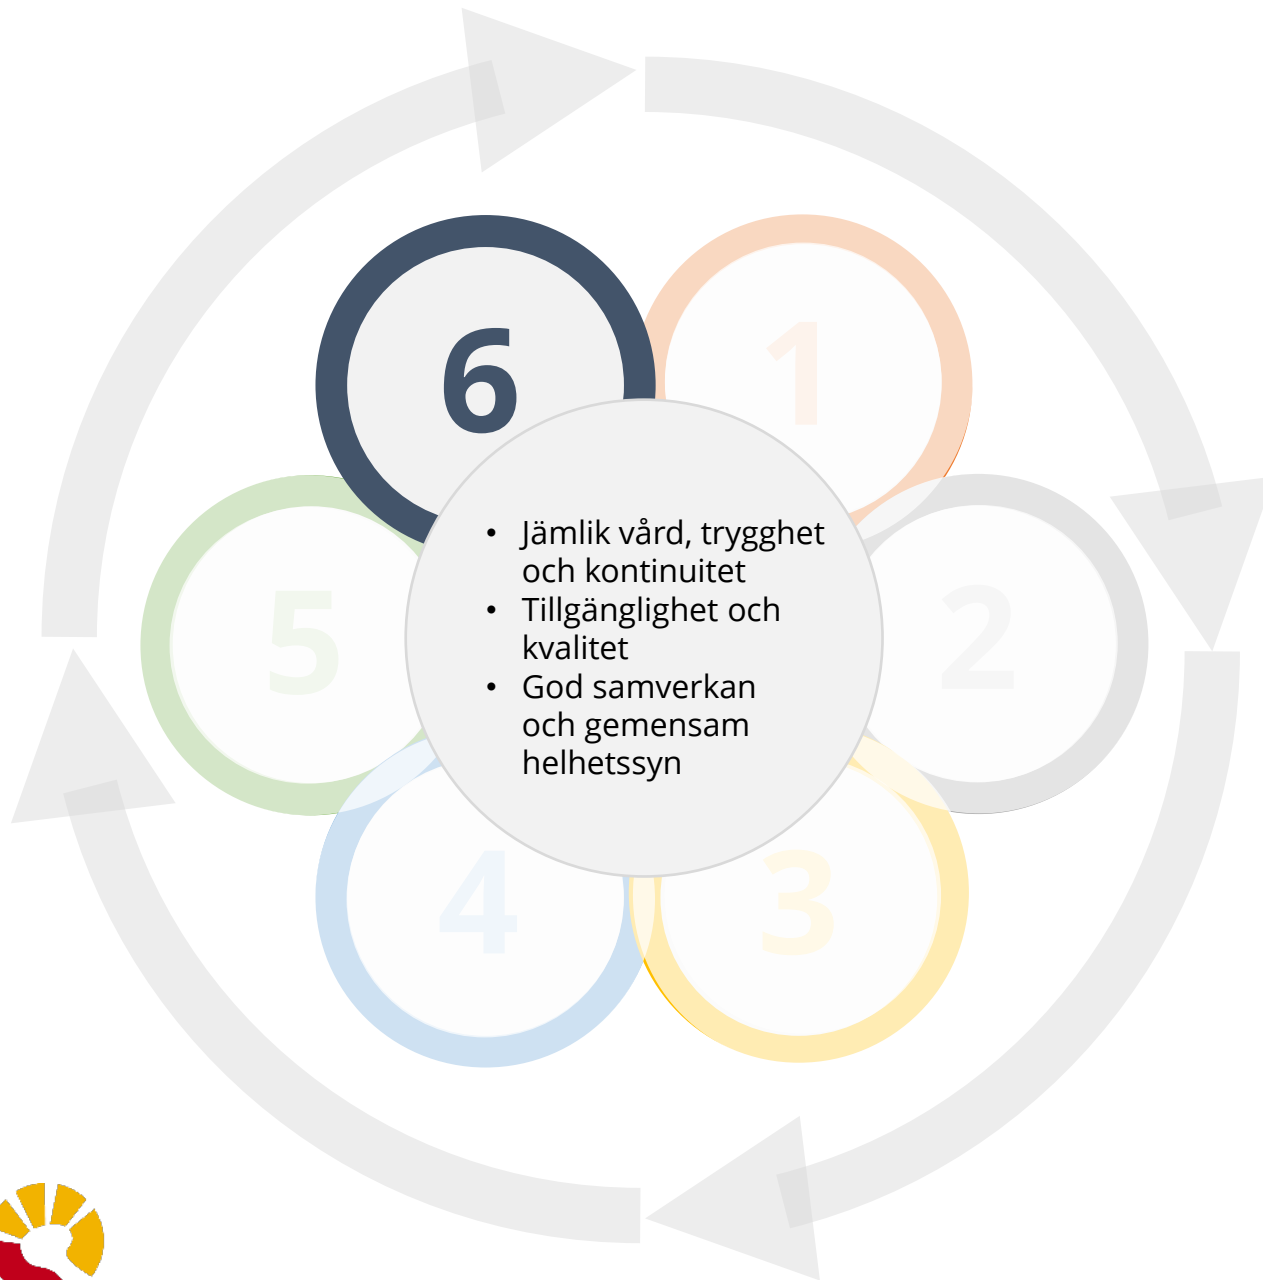 6
1
5
2
4
3
• Jämlik vård, trygghet
och kontinuitet
• Tillgänglighet och
kvalitet
• God samverkan
och gemensam
helhetssyn